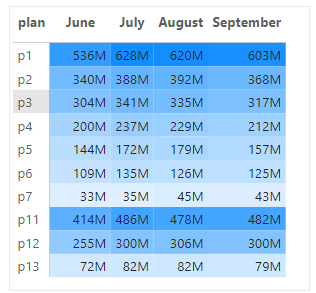 plan June July August September
p1 536M 628M 620M 603M
p2 340M 388M 392M 368M
p3 304M 341M 335M 317M
p4 200M 237M 229M 212M
p5 144M 172M 179M 157M
p6 109M 135M 126M 125M
p7 33M 35M 45M 43M
p11 414M 486M 478M 482M
p12 255M 300M 306M 300M
p13 72M 82M 82M 79M